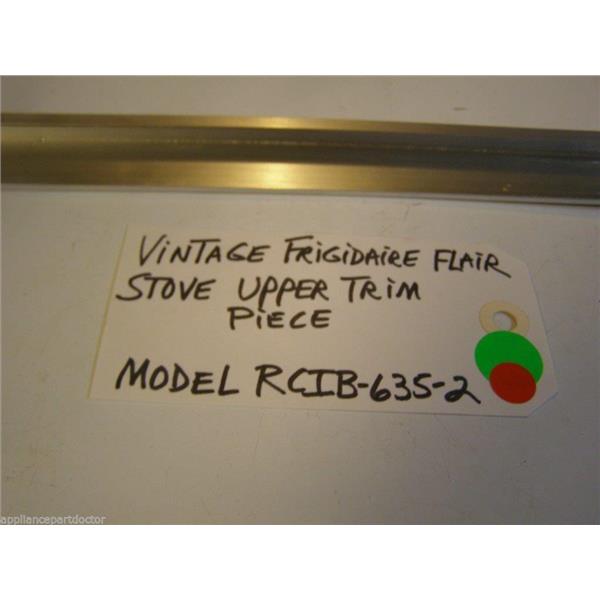 VINTAGE FRIGIDAIRE FLAIR
STOVE UPPER TRIM
PIECE
MODEL RCIB-635-2
appliancepartdoctor